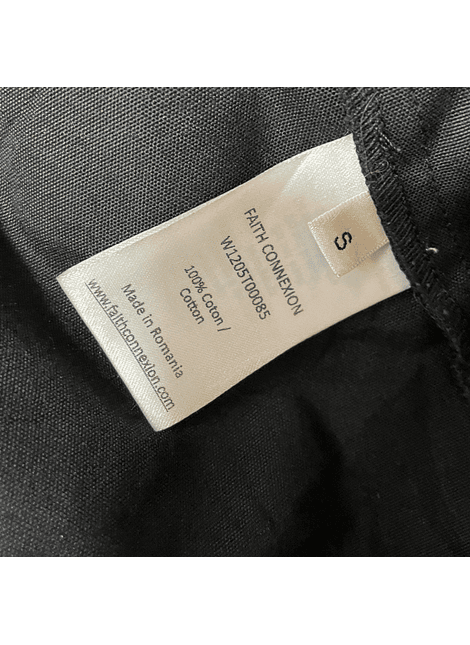 FAITH CONNEXION
W1205T00085
100% Coton /
Cotton
Made in Romania
www.faithconnexion.com
S